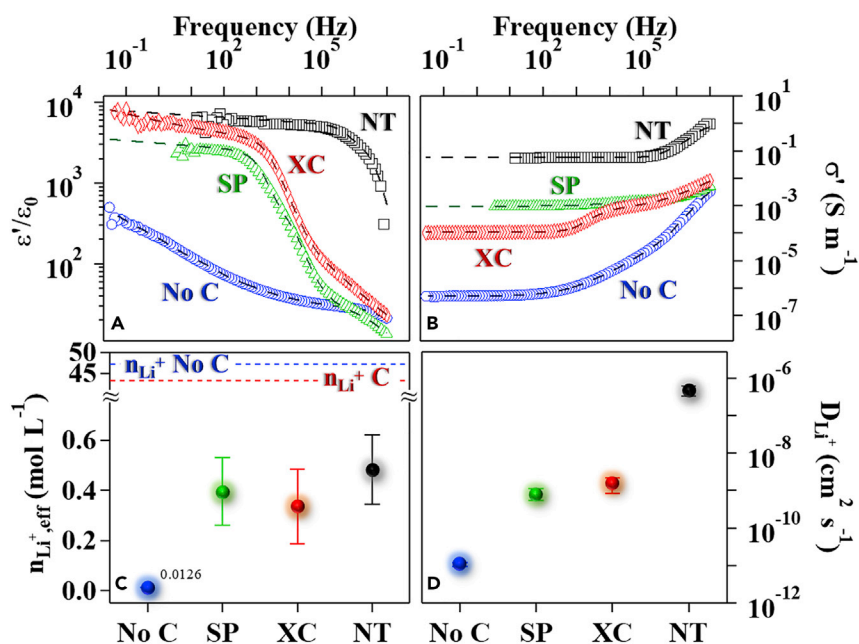 Frequency (Hz) Frequency (Hz)
10⁻¹ 10² 10⁵ 10⁻¹ 10² 10⁵
10⁴
10³
10²
ε'/ε₀
NT
XC
SP
No C
A
NT
SP
XC
No C
B
10⁻¹
10⁻³
10⁻⁵
10⁻⁷
σ' (S m⁻¹)
50
45
0.6
0.4
0.2
0.0
n_Li⁺,eff (mol L⁻¹)
n_Li⁺ No C
n_Li⁺ C
0.0126
C
D
10⁻⁶
10⁻⁸
10⁻¹⁰
10⁻¹²
D_Li⁺ (cm² s⁻¹)
No C SP XC NT No C SP XC NT